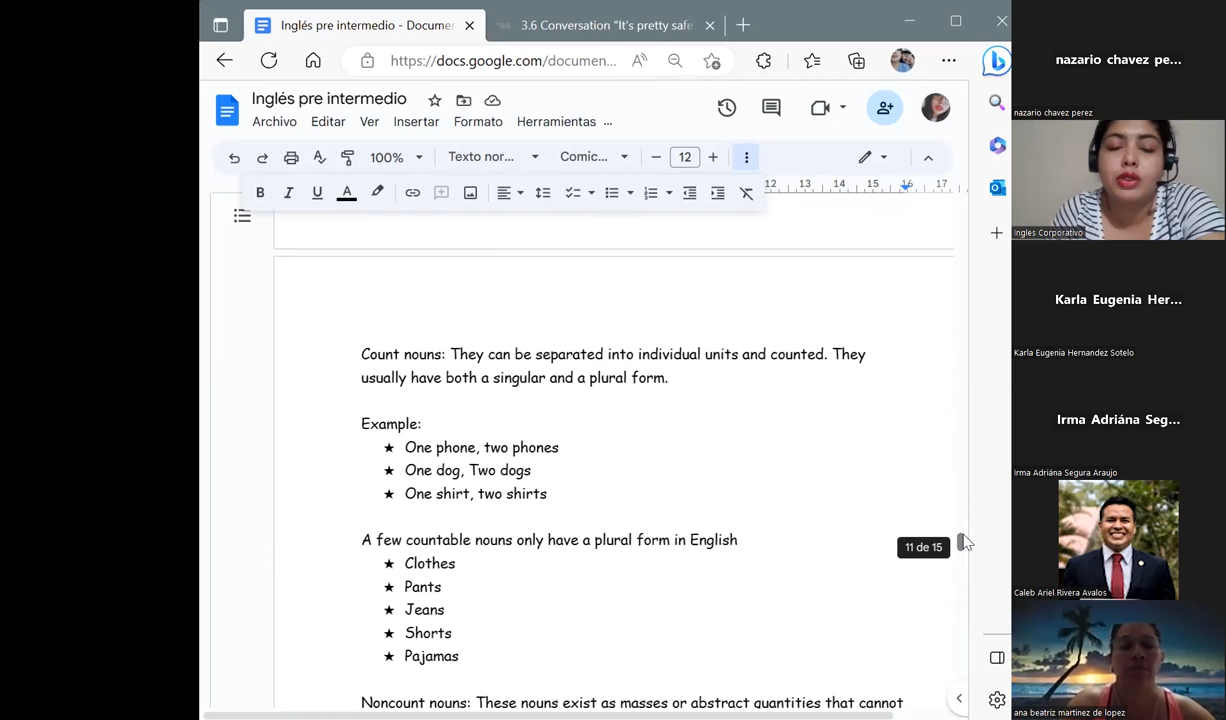 Inglés pre intermedio - Documen
3.6 Conversation "It's pretty safe
https://docs.google.com/documen...
Inglés pre intermedio
Archivo Editar Ver Insertar Formato Herramientas ...
100% Texto nor... Comic... 12
12 13 14 15 16 17
Count nouns: They can be separated into individual units and counted. They
usually have both a singular and a plural form.
Example:
★ One phone, two phones
★ One dog, Two dogs
★ One shirt, two shirts
A few countable nouns only have a plural form in English
★ Clothes
★ Pants
★ Jeans
★ Shorts
★ Pajamas
Noncount nouns: These nouns exist as masses or abstract quantities that cannot
11 de 15
nazario chavez pe...
nazario chavez perez
Ingles Corporativo
Karla Eugenia Her...
Karla Eugenia Hernandez Sotelo
Irma Adriána Seg...
Irma Adriána Segura Araujo
Caleb Ariel Rivera Avalos
ana beatriz martinez de lopez